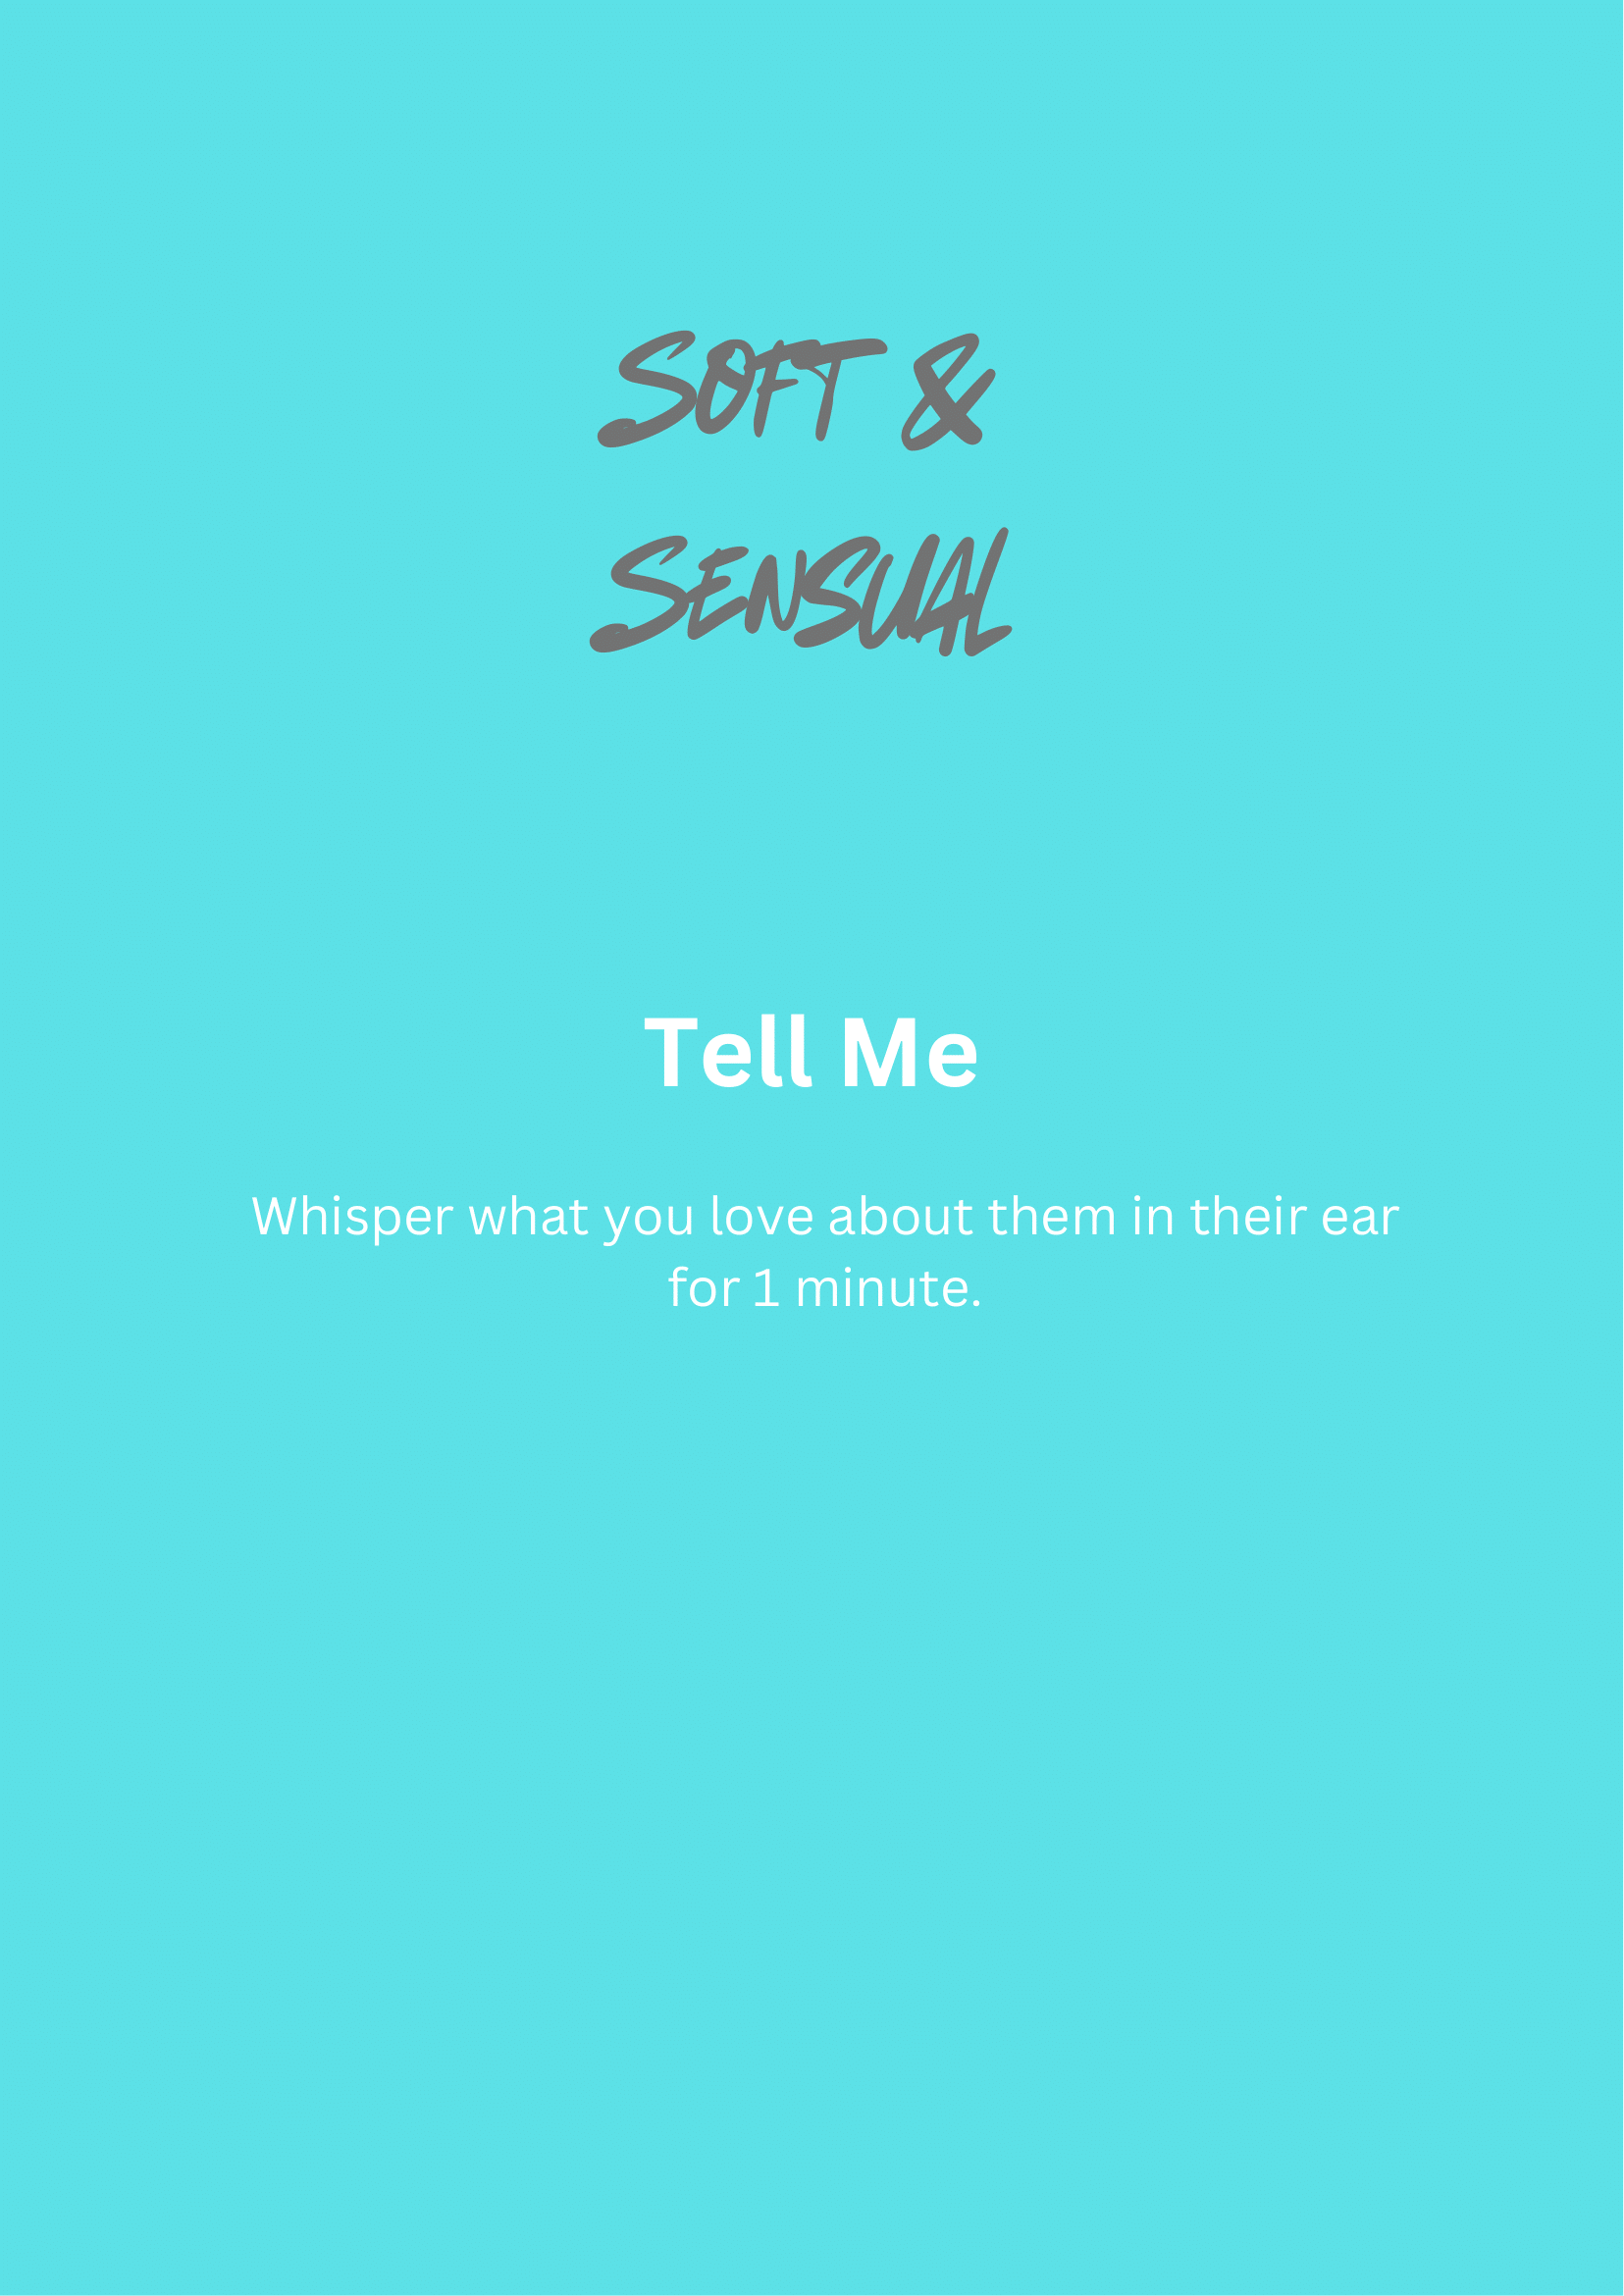 SOFT &
SENSUAL
Tell Me
Whisper what you love about them in their ear
for 1 minute.